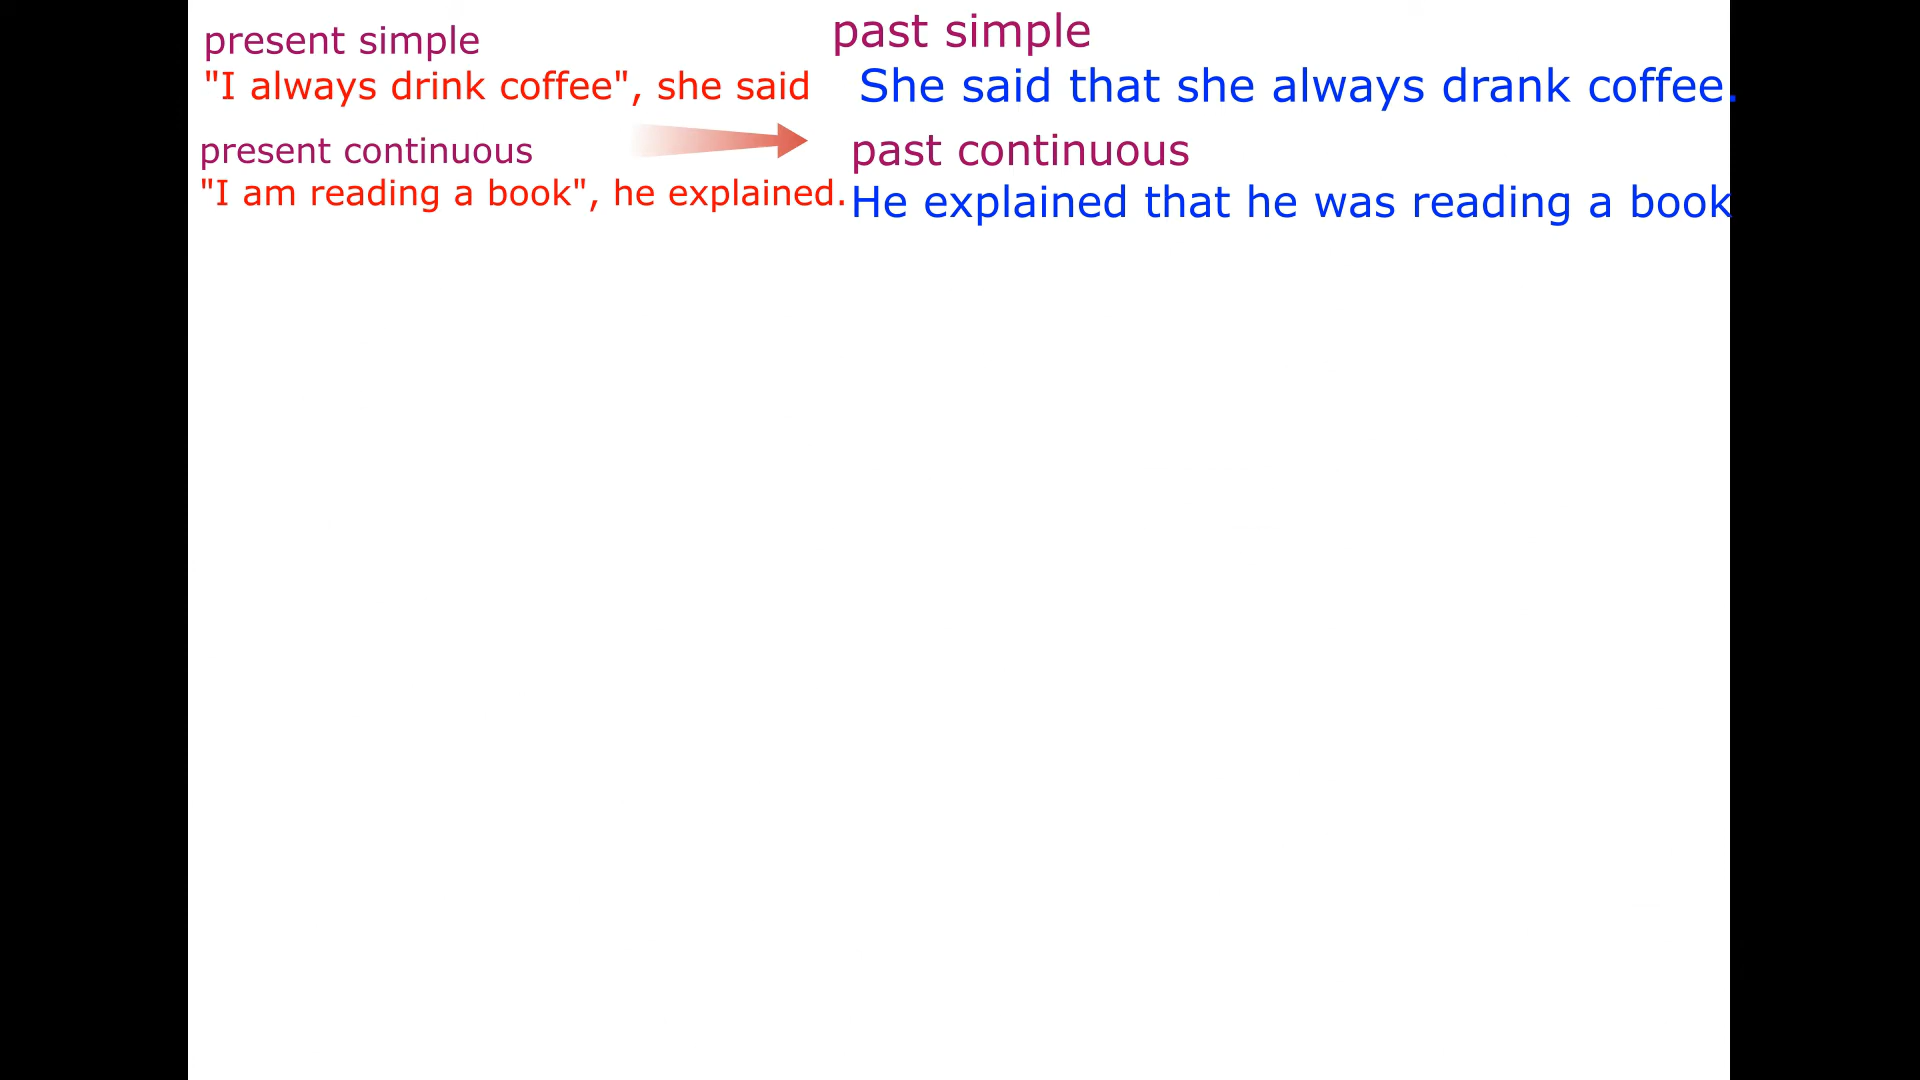 present simple
"I always drink coffee", she said
present continuous
"I am reading a book", he explained.
past simple
She said that she always drank coffee.
past continuous
He explained that he was reading a book